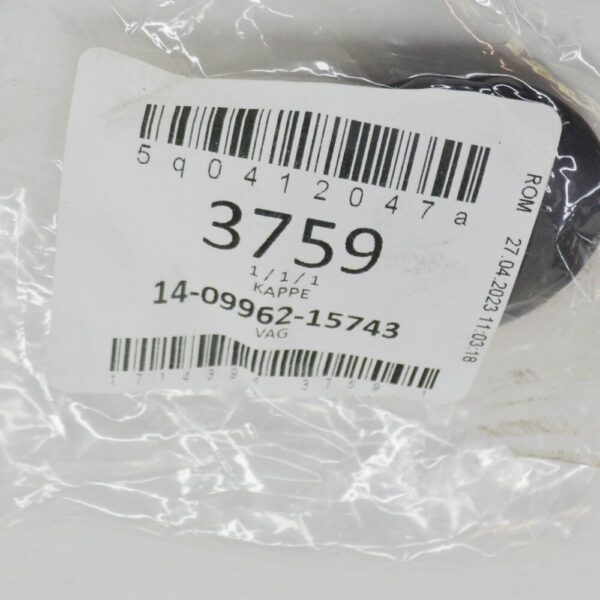 5q0412047a
3759
1 / 1 / 1
KAPPE
14-09962-15743
VAG
ROM 27.04.2023 11:03:18